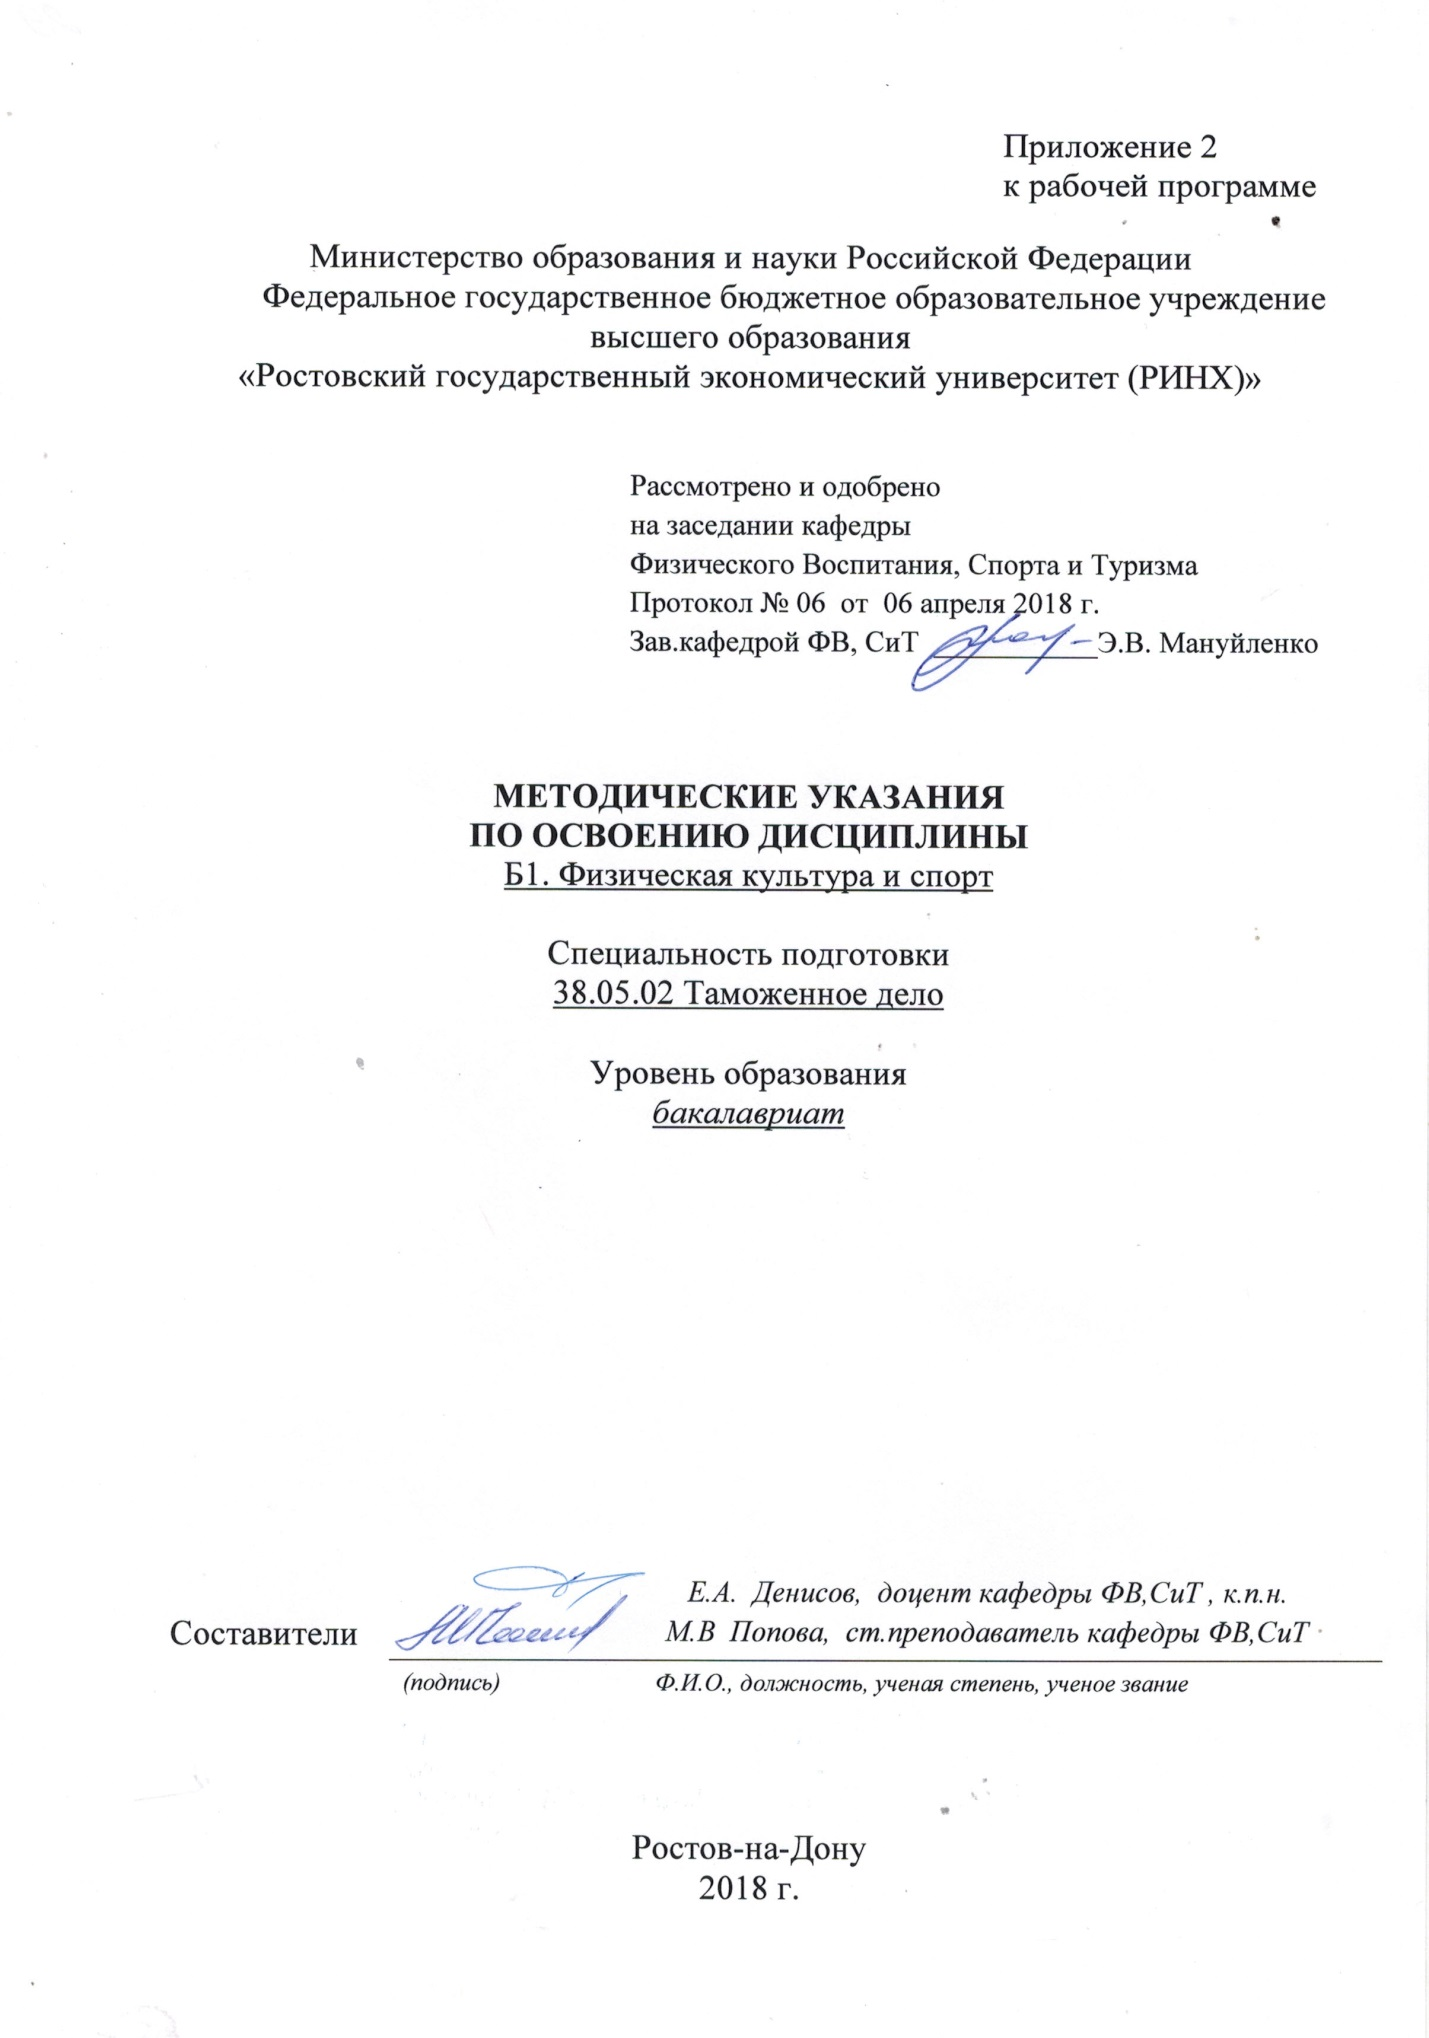 Приложение 2
к рабочей программе
Министерство образования и науки Российской Федерации
Федеральное государственное бюджетное образовательное учреждение
высшего образования
«Ростовский государственный экономический университет (РИНХ)»
Рассмотрено и одобрено
на заседании кафедры
Физического Воспитания, Спорта и Туризма
Протокол № 06 от 06 апреля 2018 г.
Зав.кафедрой ФВ, СиТ ____________Э.В. Мануйленко
МЕТОДИЧЕСКИЕ УКАЗАНИЯ
ПО ОСВОЕНИЮ ДИСЦИПЛИНЫ
Б1. Физическая культура и спорт
Специальность подготовки
38.05.02 Таможенное дело
Уровень образования
бакалавриат
Е.А. Денисов, доцент кафедры ФВ,СиТ , к.п.н.
Составители М.В Попова, ст.преподаватель кафедры ФВ,СиТ
(подпись) Ф.И.О., должность, ученая степень, ученое звание
Ростов-на-Дону
2018 г.